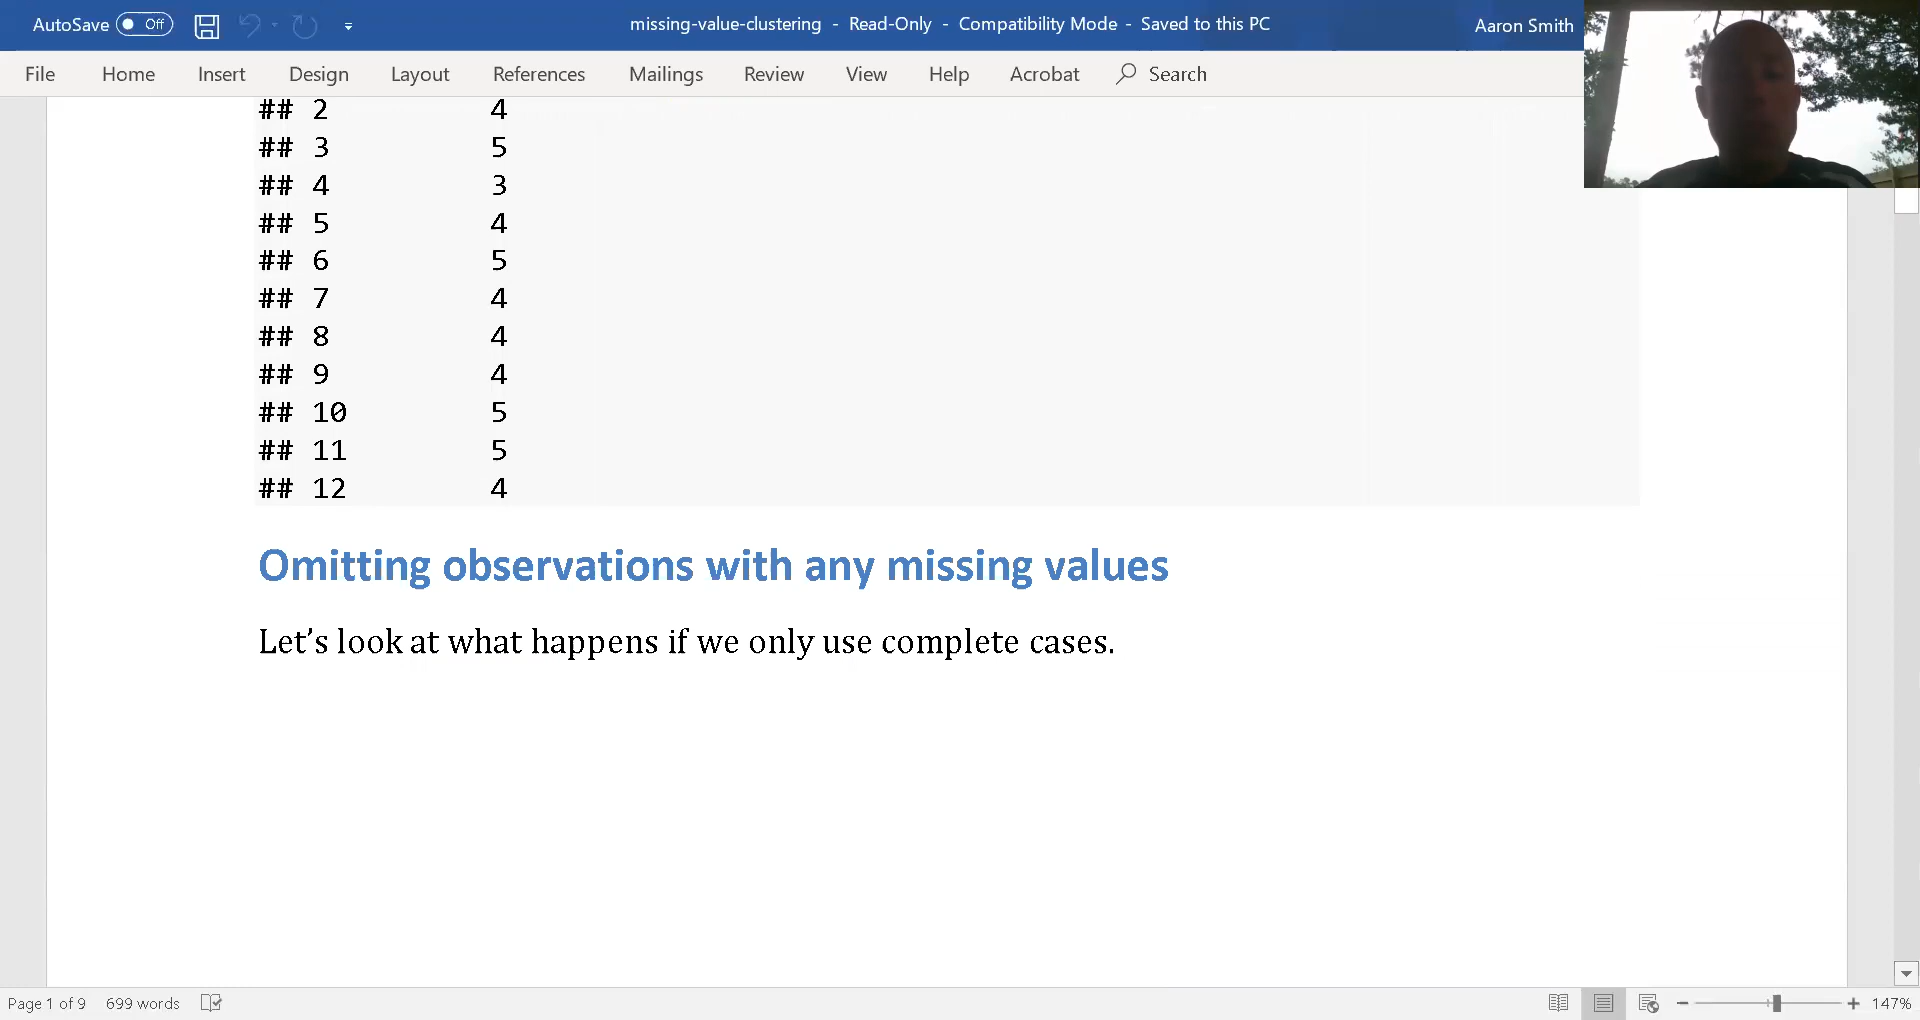 AutoSave Off missing-value-clustering - Read-Only - Compatibility Mode - Saved to this PC Aaron Smith
File Home Insert Design Layout References Mailings Review View Help Acrobat Search
## 2 4
## 3 5
## 4 3
## 5 4
## 6 5
## 7 4
## 8 4
## 9 4
## 10 5
## 11 5
## 12 4
Omitting observations with any missing values
Let’s look at what happens if we only use complete cases.
Page 1 of 9 699 words 147%